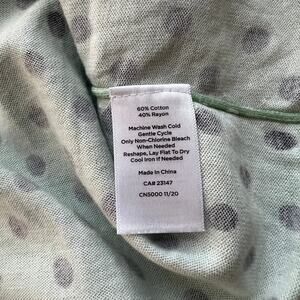 60% Cotton
40% Rayon
Machine Wash Cold
Gentle Cycle
Only Non-Chlorine Bleach
When Needed
Reshape, Lay Flat To Dry
Cool Iron If Needed
Made In China
CA# 23147
CN5000 11/20